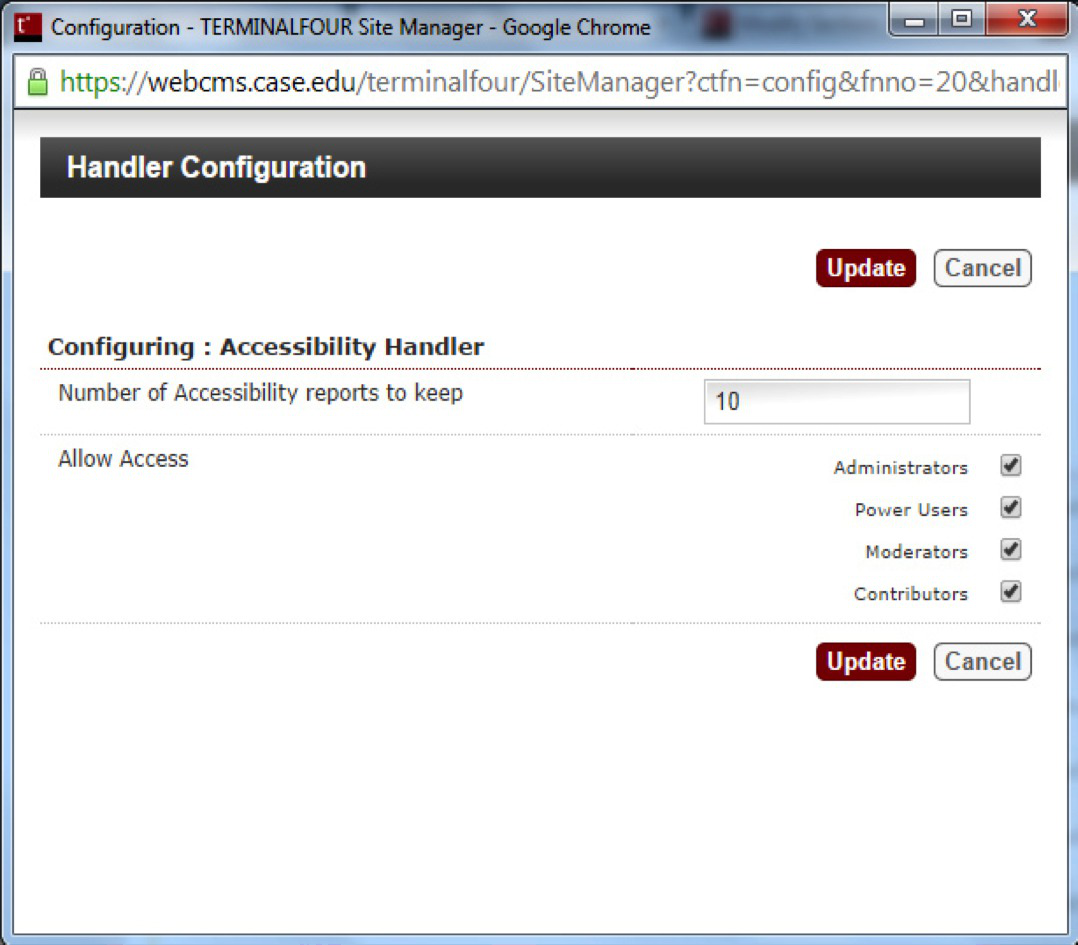 Configuration - TERMINALFOUR Site Manager - Google Chrome
https://webcms.case.edu/terminalfour/SiteManager?ctfn=config&fnno=20&handl
Handler Configuration
Update Cancel
Configuring : Accessibility Handler
Number of Accessibility reports to keep 10
Allow Access
Administrators
Power Users
Moderators
Contributors
Update Cancel